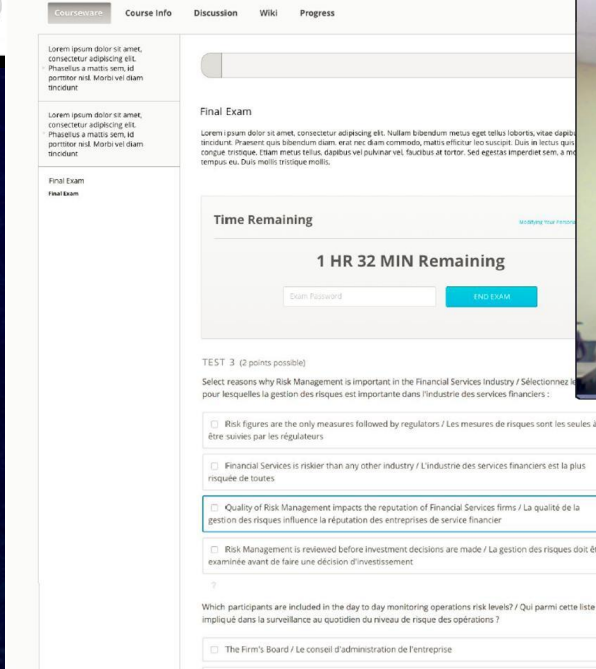 Courseware Course Info Discussion Wiki Progress
Lorem ipsum dolor sit amet,
consectetur adipiscing elit.
Phasellus a mattis sem, id
porttitor nisl. Morbi vel diam
tincidunt
Lorem ipsum dolor sit amet,
consectetur adipiscing elit.
Phasellus a mattis sem, id
porttitor nisl. Morbi vel diam
tincidunt
Final Exam
Final Exam
Final Exam
Lorem ipsum dolor sit amet, consectetur adipiscing elit. Nullam bibendum metus eget tellus lobortis, vitae
tincidunt. Praesent quis bibendum diam, erat nec diam commodo, mattis efficitur leo suscipit. Duis in lectus quis
congue tristique. Etiam metus tellus, dapibus vel pulvinar vel, faucibus at tortor. Sed egestas imperdiet sem, a
tempus eu. Duis mollis tristique mollis.
Time Remaining
Modifying Your
1 HR 32 MIN Remaining
Exam Password END EXAM
TEST 3 (2 points possible)
Select reasons why Risk Management is important in the Financial Services Industry / Sélectionnez
pour lesquelles la gestion des risques est importante dans l'industrie des services financiers :
Risk figures are the only measures followed by regulators / Les mesures de risques sont les seules
être suivies par les régulateurs
Financial Services is riskier than any other industry / L'industrie des services financiers est la plus
risquée de toutes
Quality of Risk Management impacts the reputation of Financial Services firms / La qualité de la
gestion des risques influence la réputation des entreprises de service financier
Risk Management is reviewed before investment decisions are made / La gestion des risques doit
examinée avant de faire une décision d'investissement
?
Which participants are included in the day to day monitoring operations risk levels? / Qui parmi cette liste
impliqué dans la surveillance au quotidien du niveau de risque des opérations ?
The Firm's Board / Le conseil d'administration de l'entreprise